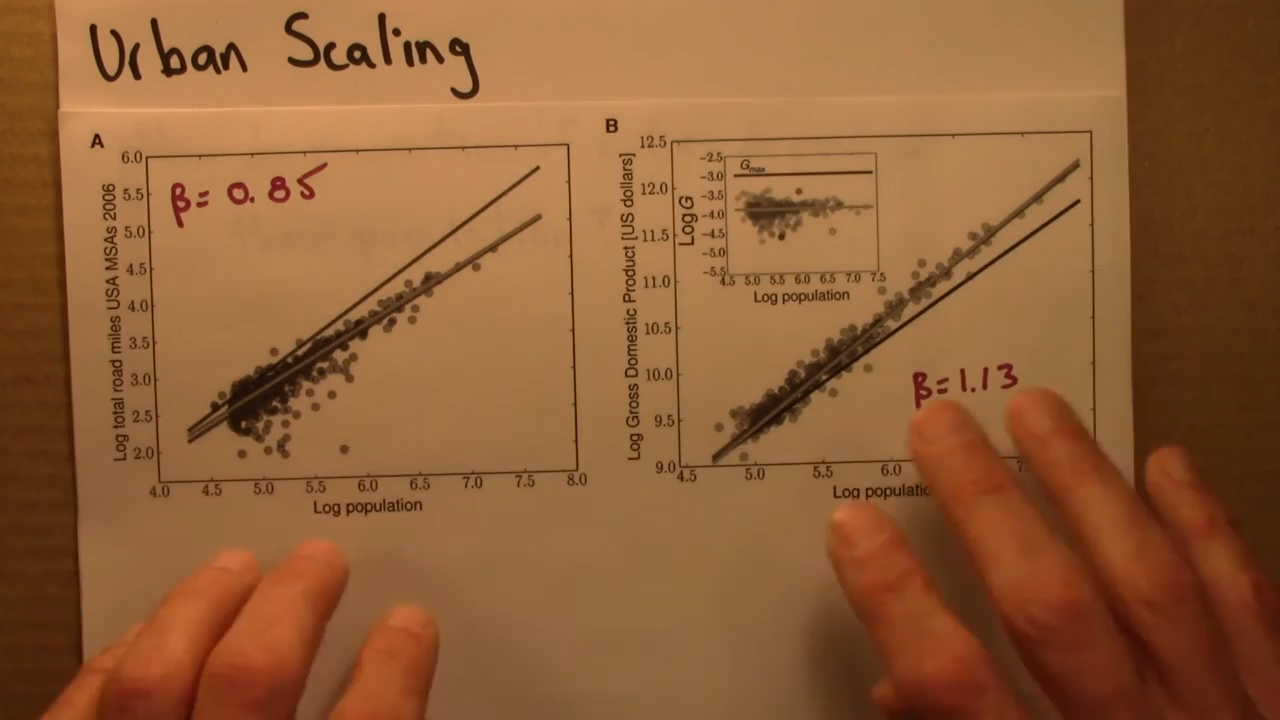 Urban Scaling
A
6.0
5.5
5.0
4.5
4.0
3.5
3.0
2.5
2.0
Log total road miles USA MSAs 2006
β = 0.85
4.0 4.5 5.0 5.5 6.0 6.5 7.0 7.5 8.0
Log population
B
12.5
12.0
11.5
11.0
10.5
10.0
9.5
9.0
Log Gross Domestic Product [US dollars]
Gmax
−2.5
−3.0
−3.5
−4.0
−4.5
−5.0
−5.5
Log G
4.5 5.0 5.5 6.0 6.5 7.0 7.5
Log population
β = 1.13
4.5 5.0 5.5 6.0
Log